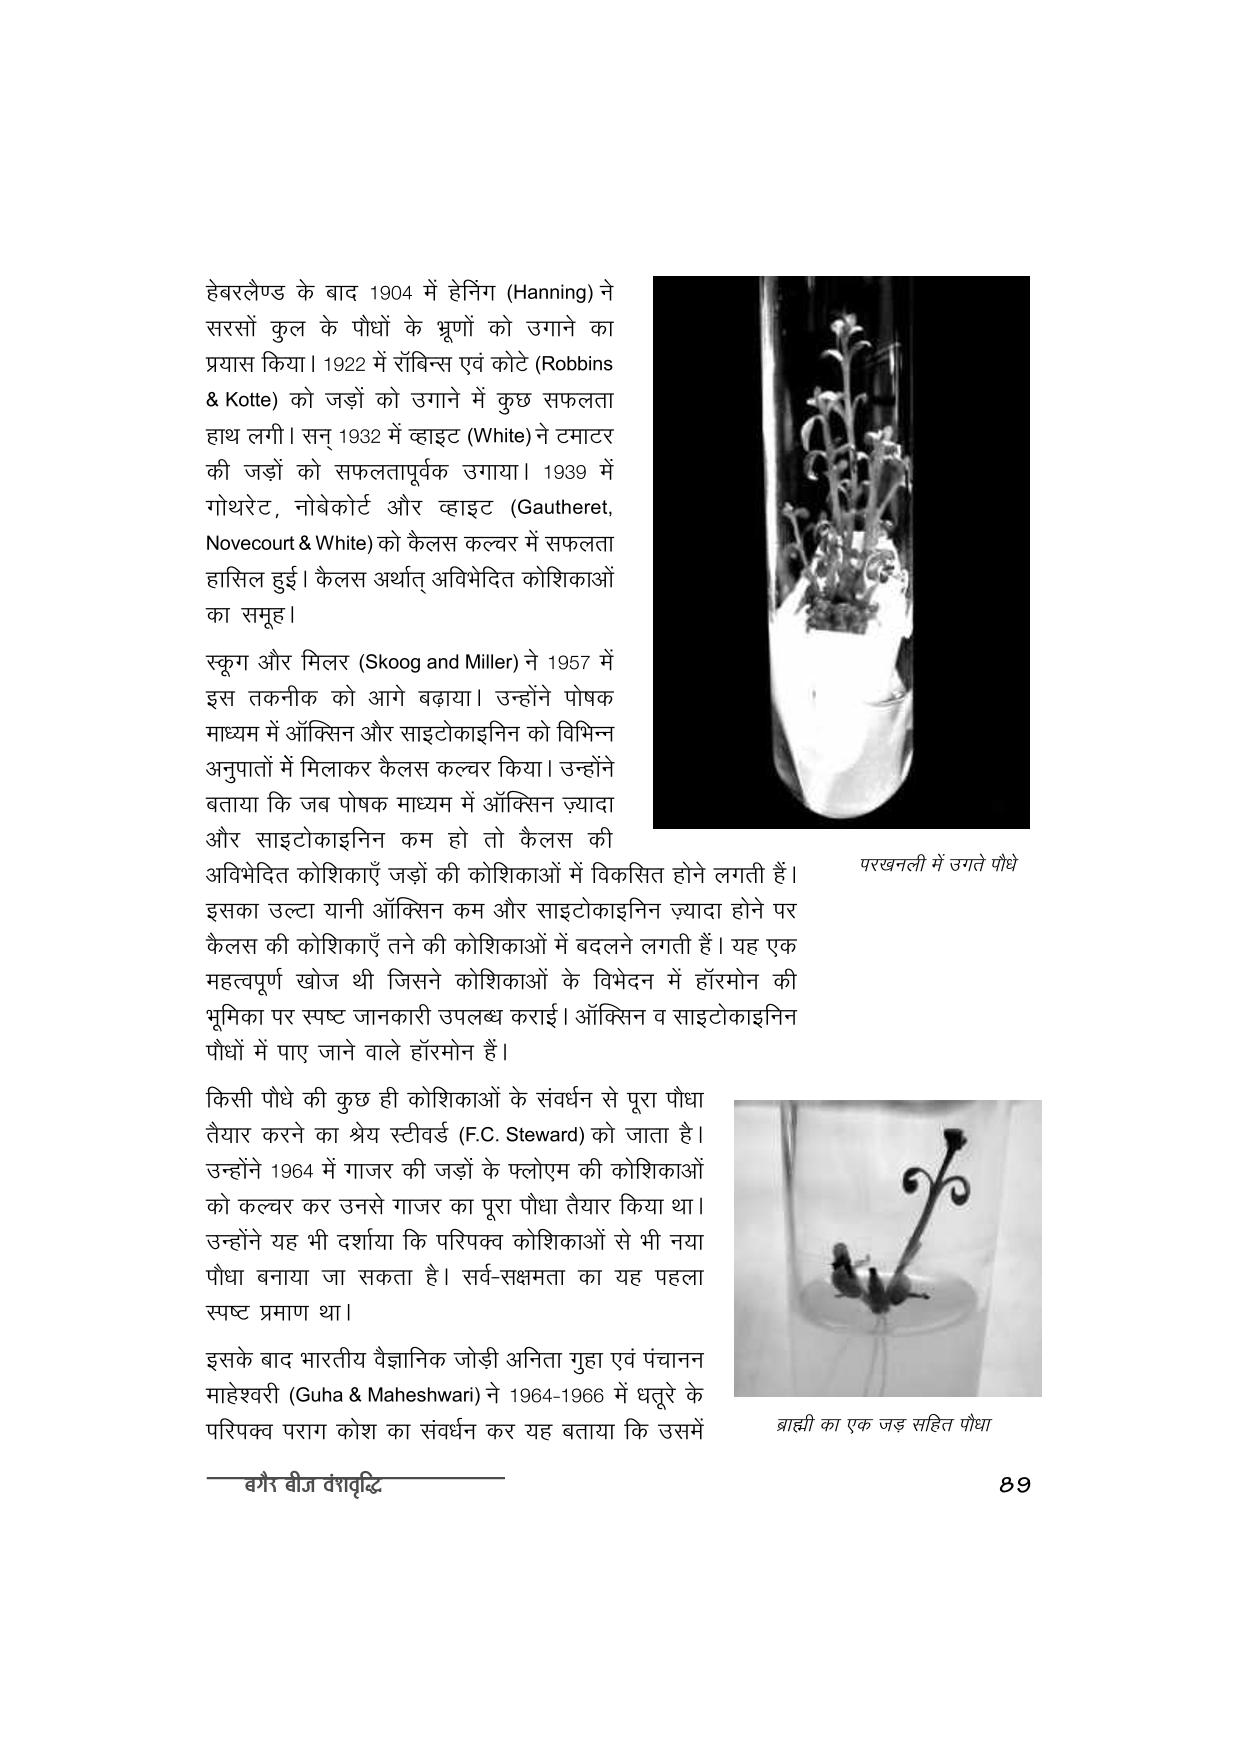 हेबरलैण्ड के बाद 1904 में हेनिंग (Hanning) ने
सरसों कुल के पौधों के भ्रूणों को उगाने का
प्रयास किया। 1922 में रॉबिन्स एवं कोटे (Robbins
& Kotte) को जड़ों को उगाने में कुछ सफलता
हाथ लगी। सन् 1932 में व्हाइट (White) ने टमाटर
की जड़ों को सफलतापूर्वक उगाया। 1939 में
गोथरेट, नोबेकोर्ट और व्हाइट (Gautheret,
Novecourt & White) को कैलस कल्चर में सफलता
हासिल हुई। कैलस अर्थात् अविभेदित कोशिकाओं
का समूह।
स्कूग और मिलर (Skoog and Miller) ने 1957 में
इस तकनीक को आगे बढ़ाया। उन्होंने पोषक
माध्यम में ऑक्सिन और साइटोकाइनिन को विभिन्न
अनुपातों में मिलाकर कैलस कल्चर किया। उन्होंने
बताया कि जब पोषक माध्यम में ऑक्सिन ज़्यादा
और साइटोकाइनिन कम हो तो कैलस की
अविभेदित कोशिकाएँ जड़ों की कोशिकाओं में विकसित होने लगती हैं।
इसका उल्टा यानी ऑक्सिन कम और साइटोकाइनिन ज़्यादा होने पर
कैलस की कोशिकाएँ तने की कोशिकाओं में बदलने लगती हैं। यह एक
महत्वपूर्ण खोज थी जिसने कोशिकाओं के विभेदन में हॉरमोन की
भूमिका पर स्पष्ट जानकारी उपलब्ध कराई। ऑक्सिन व साइटोकाइनिन
पौधों में पाए जाने वाले हॉरमोन हैं।
परखनली में उगते पौधे
किसी पौधे की कुछ ही कोशिकाओं के संवर्धन से पूरा पौधा
तैयार करने का श्रेय स्टीवर्ड (F.C. Steward) को जाता है।
उन्होंने 1964 में गाजर की जड़ों के फ्लोएम की कोशिकाओं
को कल्चर कर उनसे गाजर का पूरा पौधा तैयार किया था।
उन्होंने यह भी दर्शाया कि परिपक्व कोशिकाओं से भी नया
पौधा बनाया जा सकता है। सर्व-सक्षमता का यह पहला
स्पष्ट प्रमाण था।
इसके बाद भारतीय वैज्ञानिक जोड़ी अनिता गुहा एवं पंचानन
माहेश्वरी (Guha & Maheshwari) ने 1964-1966 में धतूरे के
परिपक्व पराग कोश का संवर्धन कर यह बताया कि उसमें
ब्राह्मी का एक जड़ सहित पौधा
बगैर बीज वंशवृद्धि
89